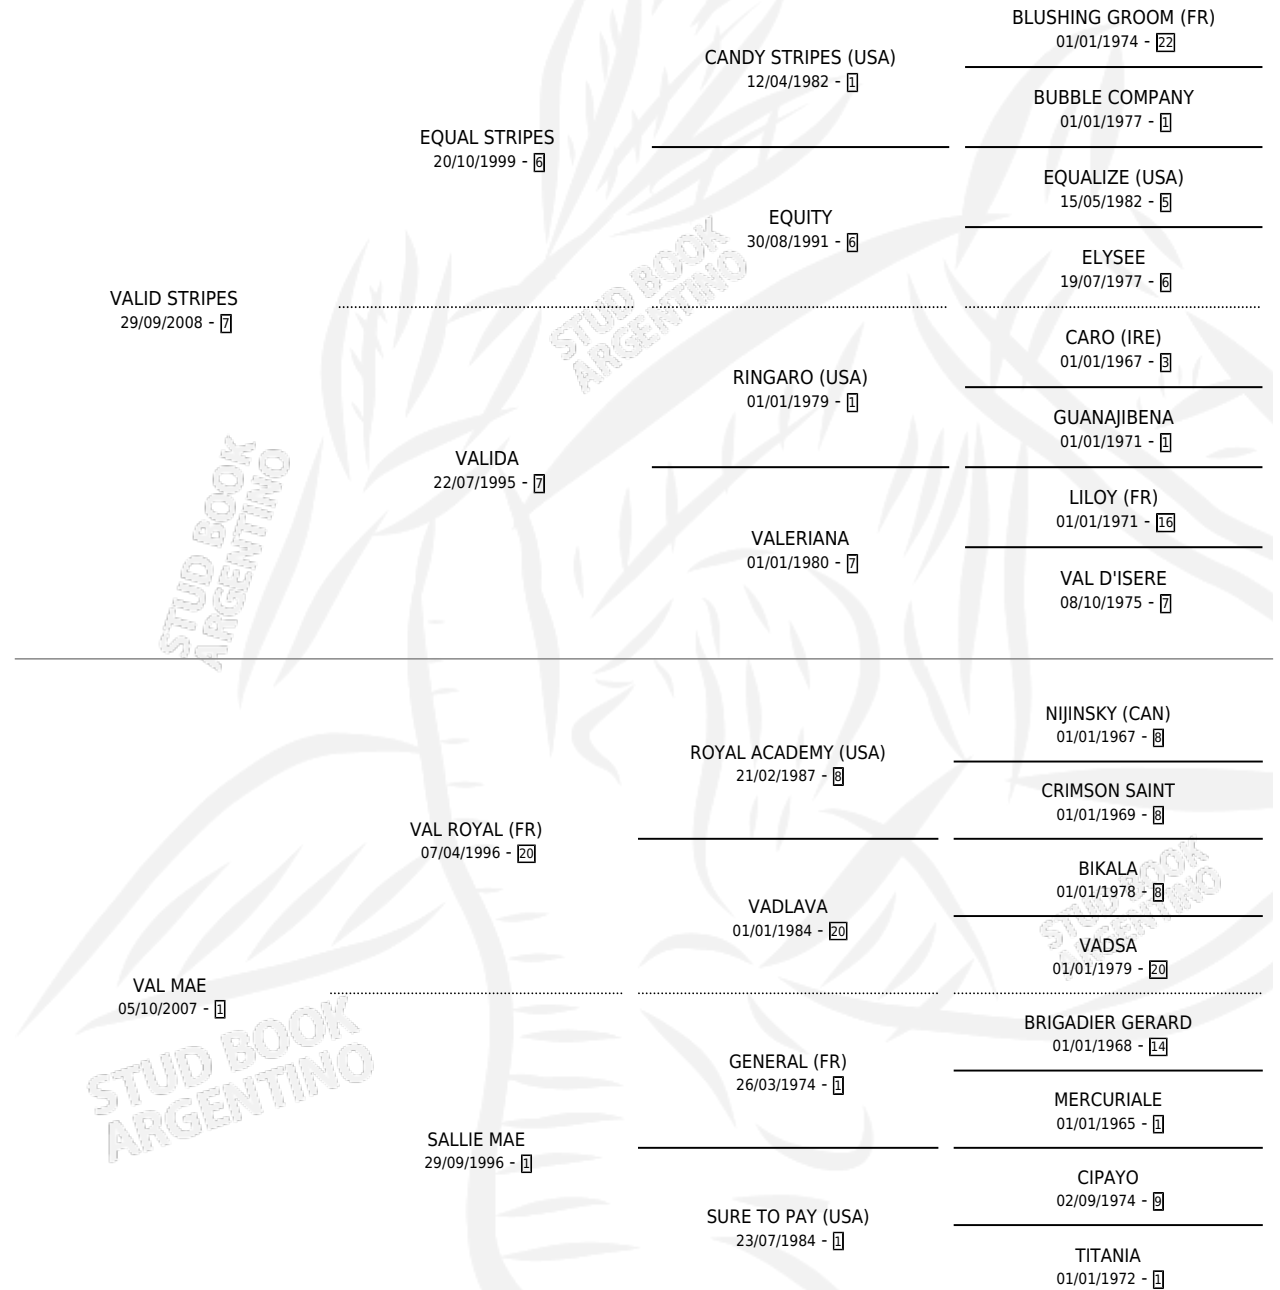 BLUSHING GROOM (FR)
01/01/1974 - 22
CANDY STRIPES (USA)
12/04/1982 - 1
BUBBLE COMPANY
01/01/1977 - 1
EQUAL STRIPES
20/10/1999 - 6
EQUALIZE (USA)
15/05/1982 - 5
EQUITY
30/08/1991 - 6
ELYSEE
19/07/1977 - 6
VALID STRIPES
29/09/2008 - 7
CARO (IRE)
01/01/1967 - 3
RINGARO (USA)
01/01/1979 - 1
GUANAJIBENA
01/01/1971 - 1
VALIDA
22/07/1995 - 7
LILOY (FR)
01/01/1971 - 16
VALERIANA
01/01/1980 - 7
VAL D'ISERE
08/10/1975 - 7
NIJINSKY (CAN)
01/01/1967 - 8
ROYAL ACADEMY (USA)
21/02/1987 - 8
CRIMSON SAINT
01/01/1969 - 8
VAL ROYAL (FR)
07/04/1996 - 20
BIKALA
01/01/1978 - 8
VADLAVA
01/01/1984 - 20
VADSA
01/01/1979 - 20
VAL MAE
05/10/2007 - 1
BRIGADIER GERARD
01/01/1968 - 14
GENERAL (FR)
26/03/1974 - 1
MERCURIALE
01/01/1965 - 1
SALLIE MAE
29/09/1996 - 1
CIPAYO
02/09/1974 - 9
SURE TO PAY (USA)
23/07/1984 - 1
TITANIA
01/01/1972 - 1
STUD BOOK
ARGENTINO
STUD BOOK
ARGENTINO
STUD BOOK
ARGENTINO
STUD BOOK
ARGENTINO